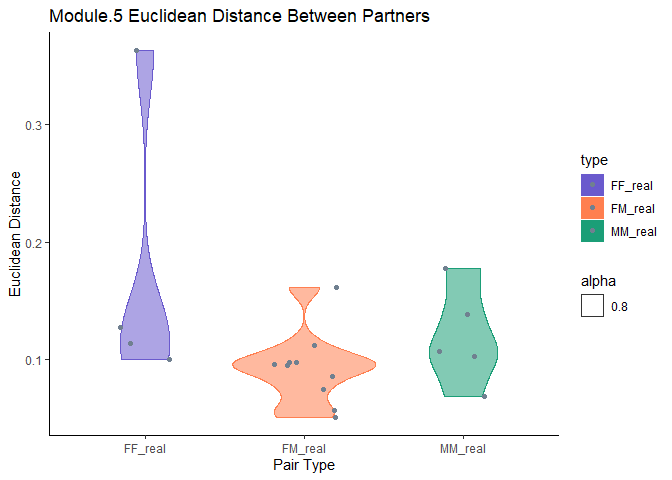 Module.5 Euclidean Distance Between Partners
Euclidean Distance
0.3
0.2
0.1
FF_real
FM_real
MM_real
Pair Type
type
FF_real
FM_real
MM_real
alpha
0.8